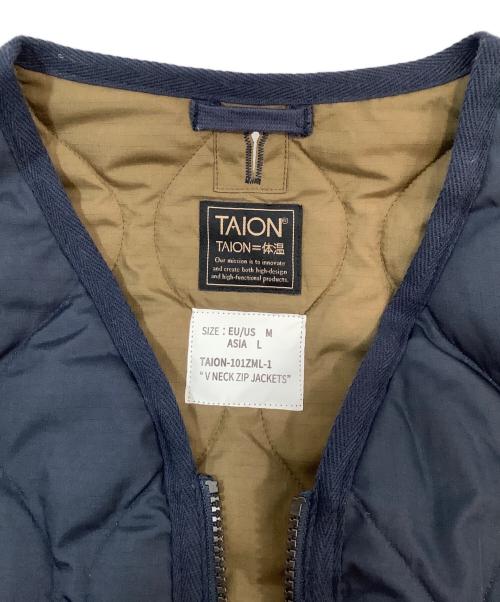 TAION®
TAION=体温
Our mission is to innovate
and create both high-design
and high-functional products.
SIZE : EU/US M
ASIA L
TAION-101ZML-1
"V NECK ZIP JACKETS"